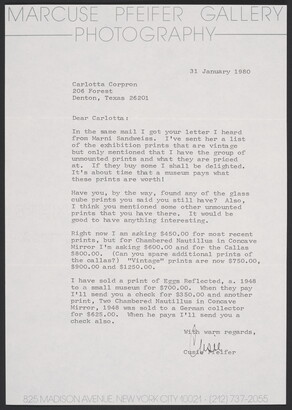 MARCUSE PFEIFER GALLERY
PHOTOGRAPHY
31 January 1980
Carlotta Corpron
206 Forest
Denton, Texas 76201
Dear Carlotta:
In the same mail I got your letter I heard
from Marni Sandweiss. I've sent her a list
of the exhibition prints that are vintage
but only mentioned that I have the group of
unmounted prints and what they are priced
at. If they buy some I shall be delighted.
It's about time that a museum pays what
these prints are worth!
Have you, by the way, found any of the glass
cube prints you said you still have? Also,
I think you mentioned some other unmounted
prints that you have there. It would be
good to have anything interesting.
Right now I am asking $450.00 for most recent
prints, but for Chambered Nautilus in Concave
Mirror I'm asking $600.00 and for the Callas
$800.00. (Can you spare additional prints of
the callas?) "Vintage" prints are now $750.00,
$900.00 and $1250.00.
I have sold a print of Eggs Reflected, c. 1948
to a small museum for $700.00. When they pay
I'll send you a check for $350.00 and another
print, Two Chambered Nautilus in Concave
Mirror, 1948 was sold to a German collector
for $825.00. When he pays I'll send you a
check also.
With warm regards,
Cusie Pfeifer
825 MADISON AVENUE, NEW YORK CITY 10021 · (212) 737-2055